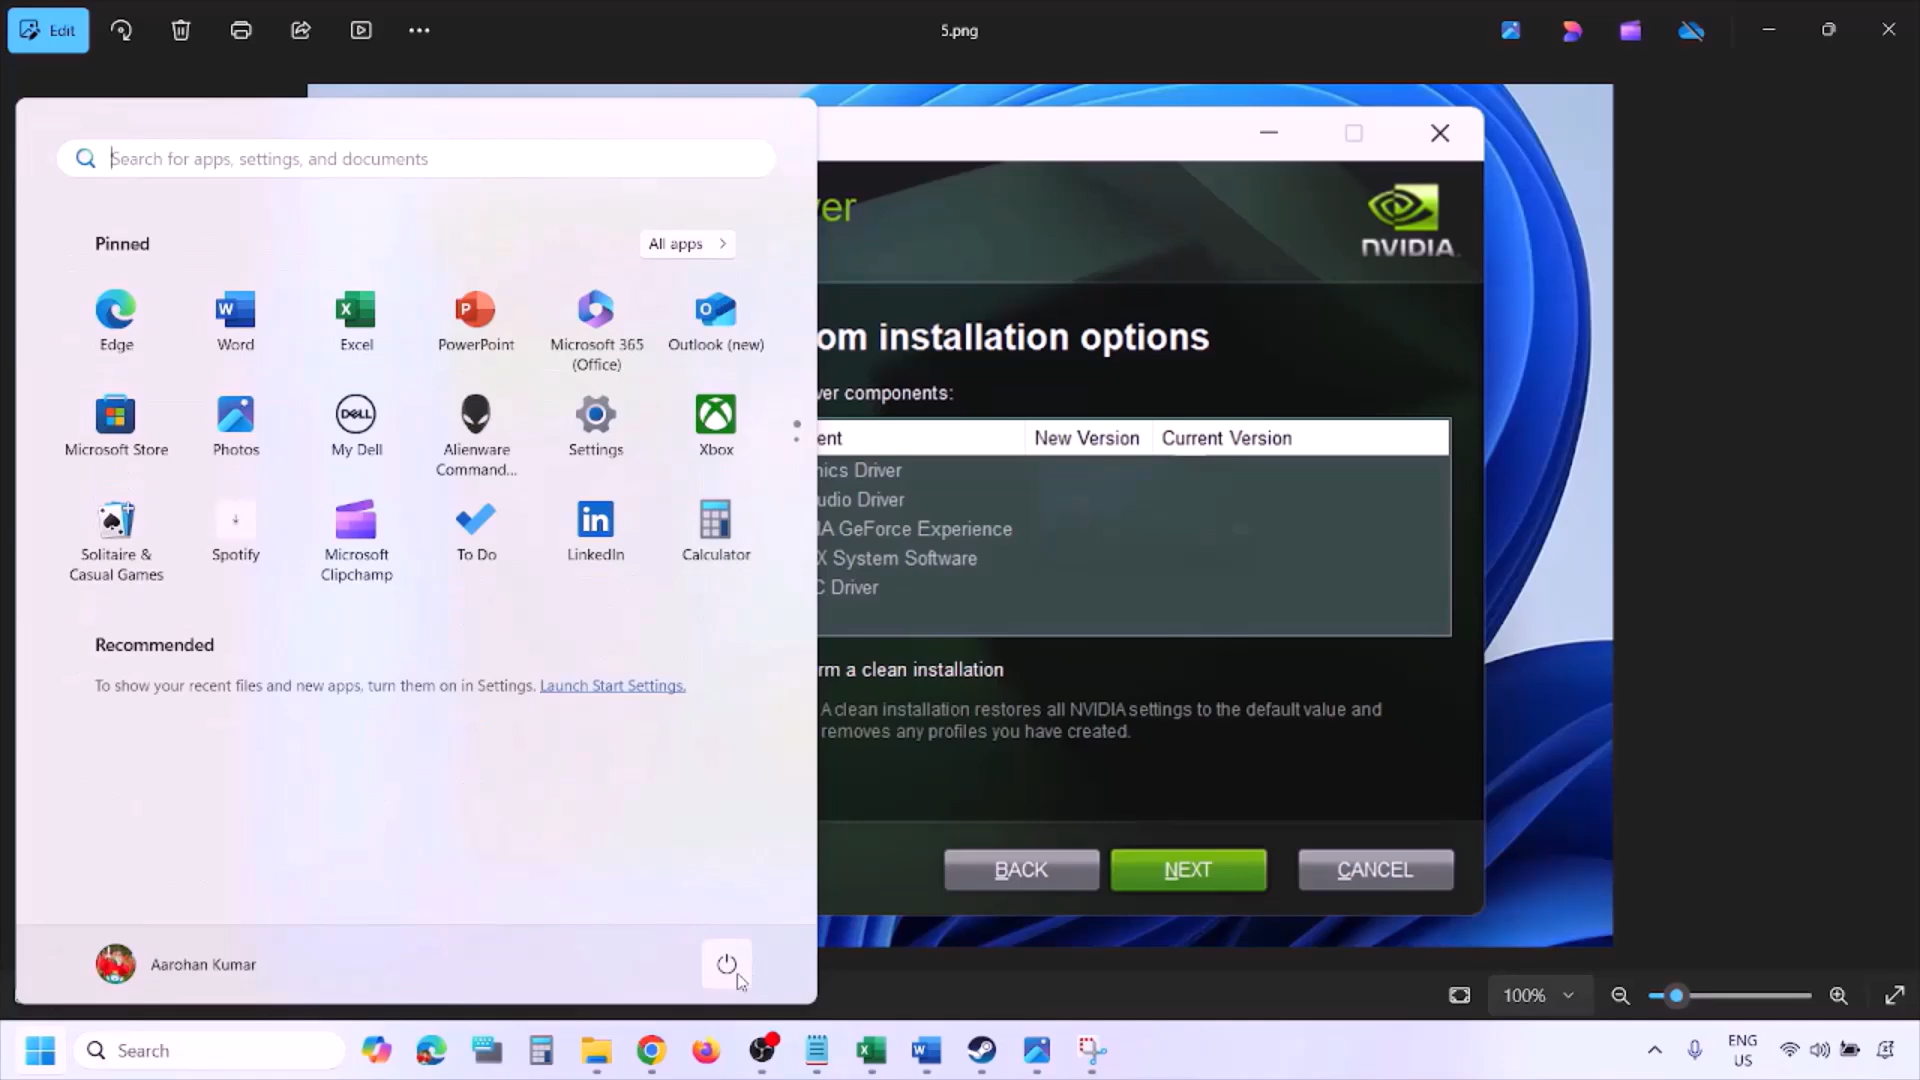 Edit
5.png
Search for apps, settings, and documents
Pinned
All apps
Edge
Word
Excel
PowerPoint
Microsoft 365
(Office)
Outlook (new)
Microsoft Store
Photos
My Dell
Alienware
Command...
Settings
Xbox
Solitaire &
Casual Games
Spotify
Microsoft
Clipchamp
To Do
LinkedIn
Calculator
Recommended
To show your recent files and new apps, turn them on in Settings. Launch Start Settings.
Aarohan Kumar
ver
NVIDIA
om installation options
ver components:
ent New Version Current Version
nics Driver
udio Driver
IA GeForce Experience
X System Software
C Driver
rm a clean installation
A clean installation restores all NVIDIA settings to the default value and
removes any profiles you have created.
BACK NEXT CANCEL
100%
Search
ENG
US